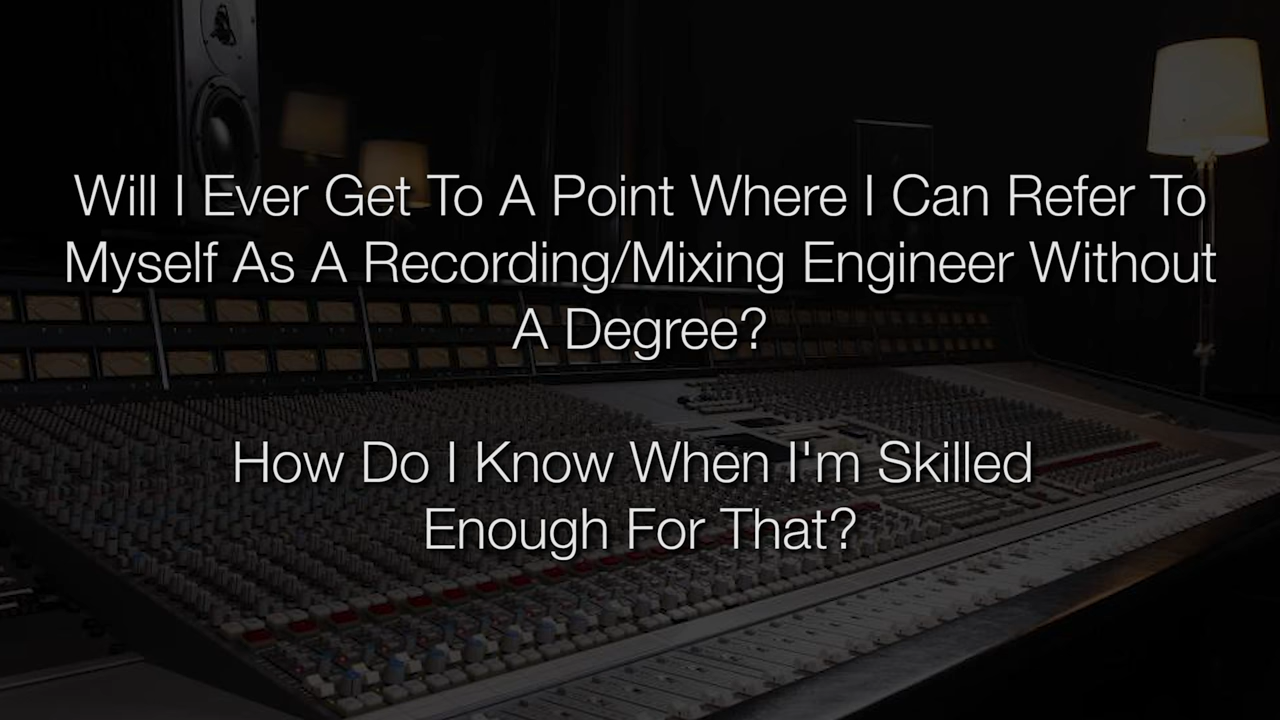 Will I Ever Get To A Point Where I Can Refer To
Myself As A Recording/Mixing Engineer Without
A Degree?
How Do I Know When I'm Skilled
Enough For That?